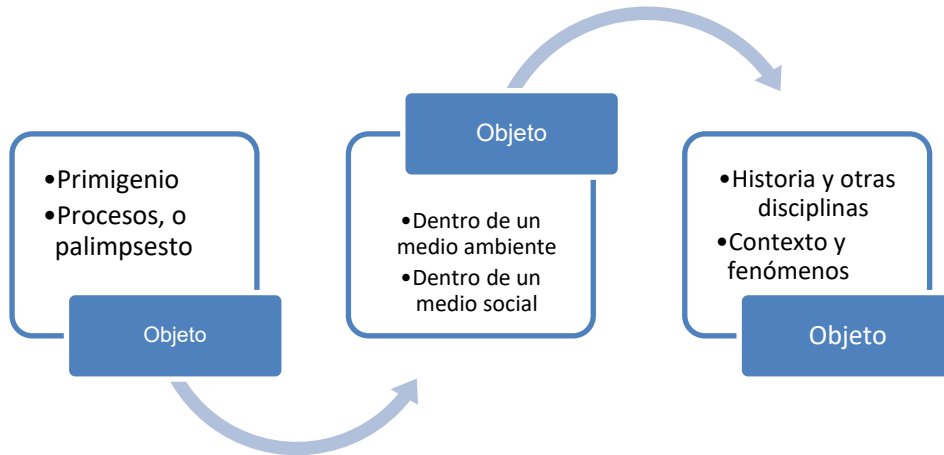 •Primigenio
•Procesos, o
palimpsesto
Objeto
Objeto
•Dentro de un
medio ambiente
•Dentro de un
medio social
•Historia y otras
disciplinas
•Contexto y
fenómenos
Objeto